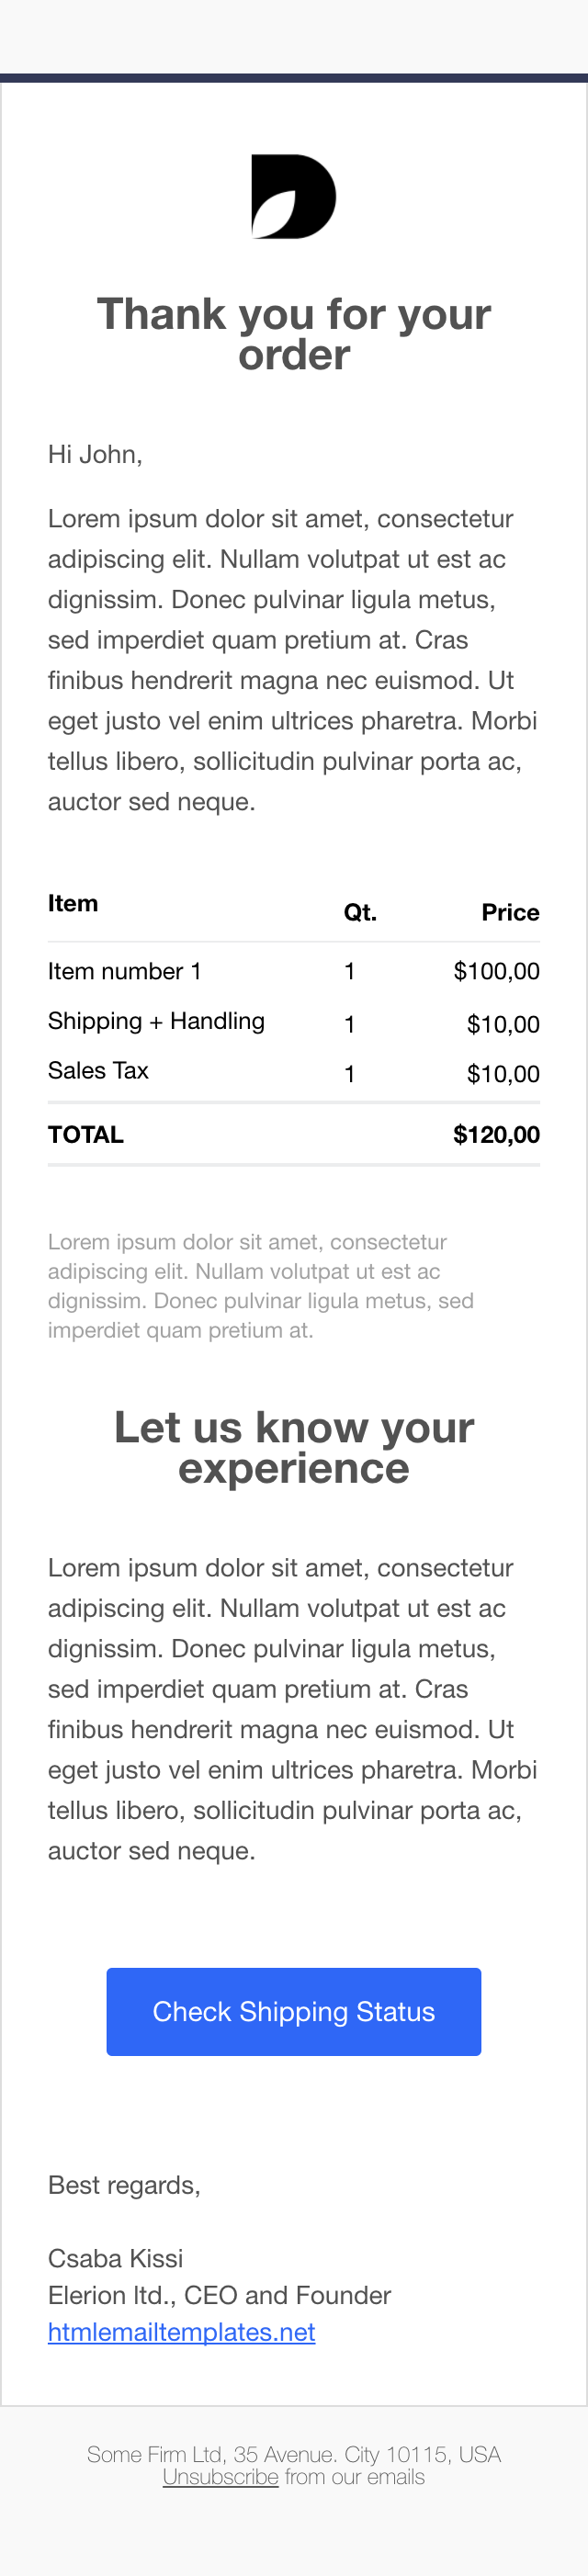 Thank you for your
order
Hi John,
Lorem ipsum dolor sit amet, consectetur
adipiscing elit. Nullam volutpat ut est ac
dignissim. Donec pulvinar ligula metus,
sed imperdiet quam pretium at. Cras
finibus hendrerit magna nec euismod. Ut
eget justo vel enim ultrices pharetra. Morbi
tellus libero, sollicitudin pulvinar porta ac,
auctor sed neque.
Item Qt. Price
Item number 1 1 $100,00
Shipping + Handling 1 $10,00
Sales Tax 1 $10,00
TOTAL $120,00
Lorem ipsum dolor sit amet, consectetur
adipiscing elit. Nullam volutpat ut est ac
dignissim. Donec pulvinar ligula metus, sed
imperdiet quam pretium at.
Let us know your
experience
Lorem ipsum dolor sit amet, consectetur
adipiscing elit. Nullam volutpat ut est ac
dignissim. Donec pulvinar ligula metus,
sed imperdiet quam pretium at. Cras
finibus hendrerit magna nec euismod. Ut
eget justo vel enim ultrices pharetra. Morbi
tellus libero, sollicitudin pulvinar porta ac,
auctor sed neque.
Check Shipping Status
Best regards,
Csaba Kissi
Elerion ltd., CEO and Founder
htmlemailtemplates.net
Some Firm Ltd, 35 Avenue. City 10115, USA
Unsubscribe from our emails